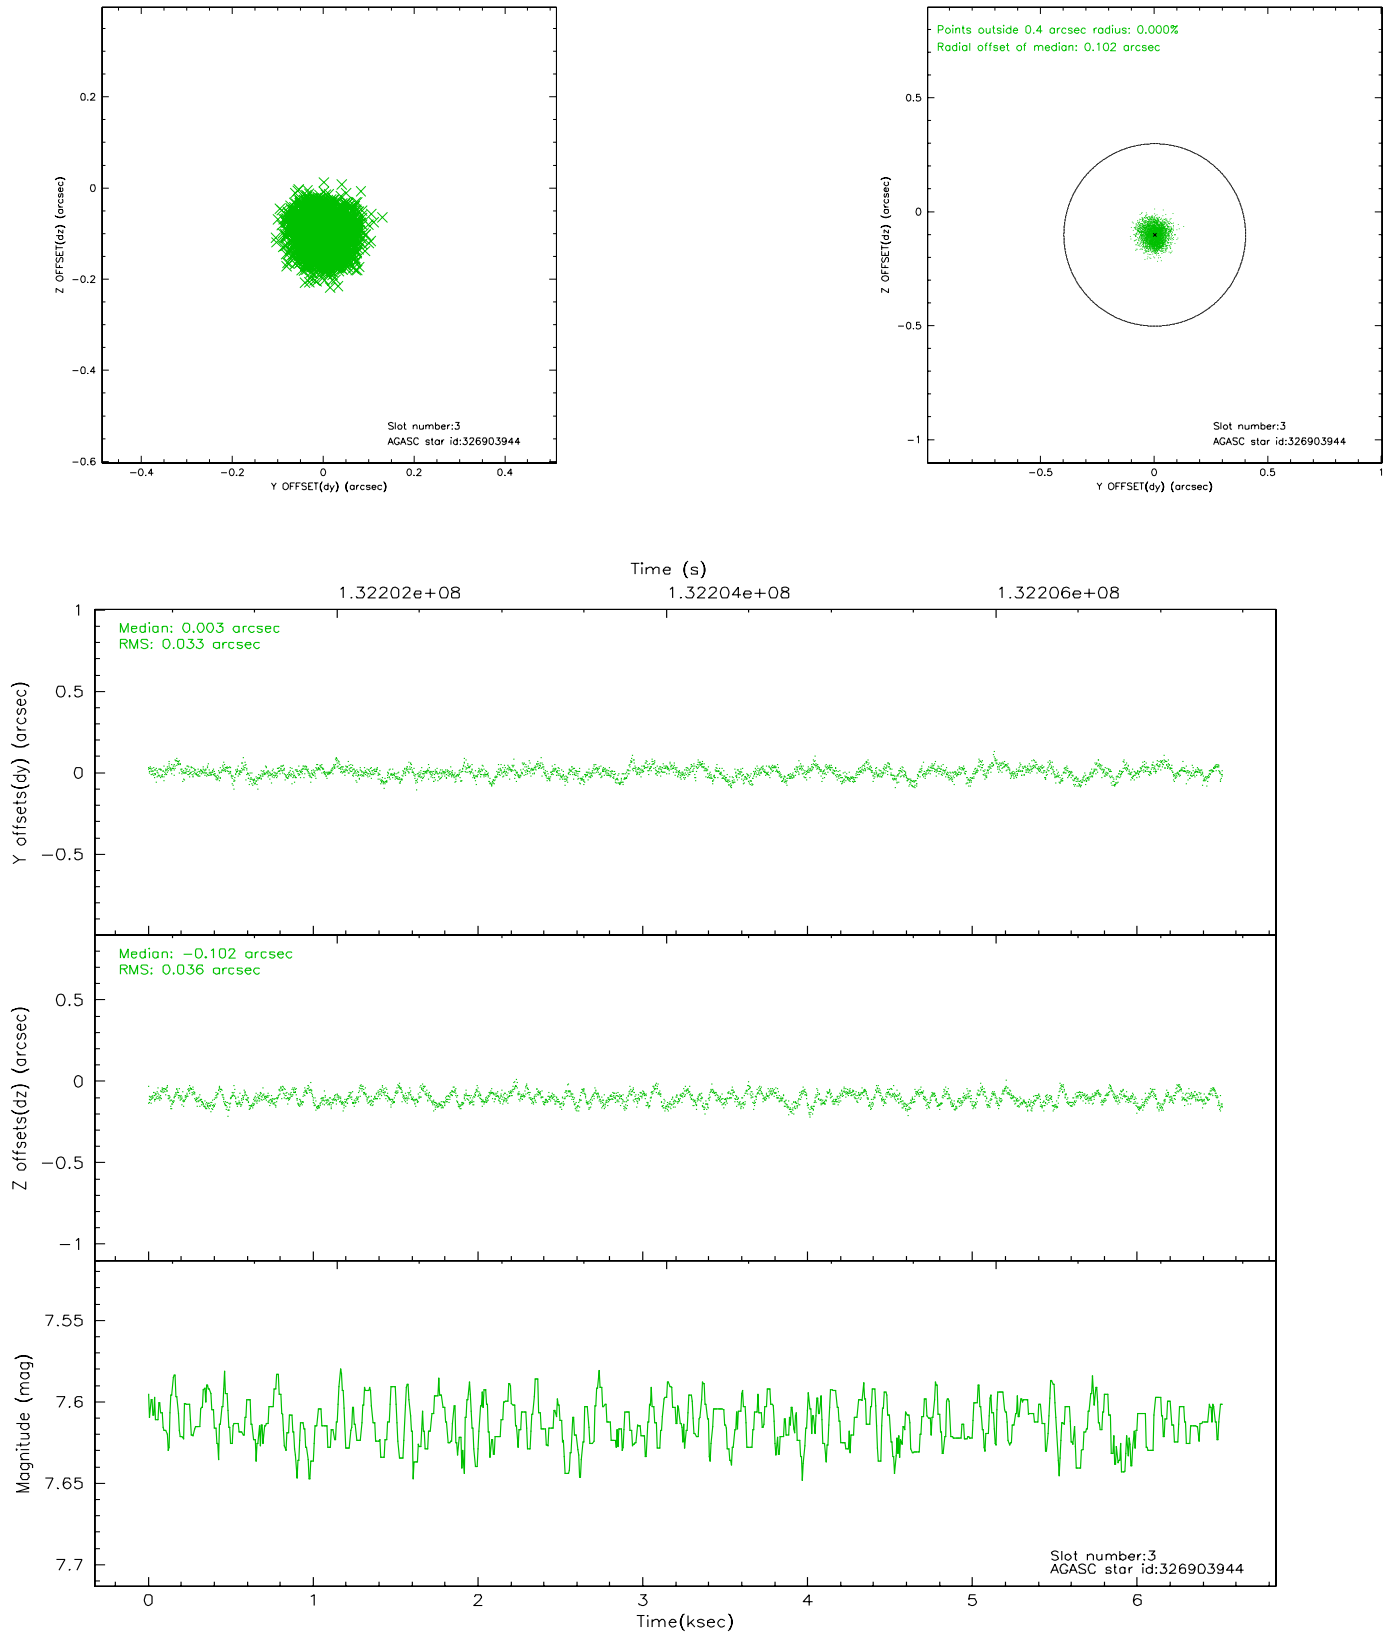 0.2
0
−0.2
−0.4
−0.6
Z OFFSET(dz) (arcsec)
Slot number:3
AGASC star id:326903944
−0.4
−0.2
0
0.2
0.4
Y OFFSET(dy) (arcsec)
Points outside 0.4 arcsec radius: 0.000%
Radial offset of median: 0.102 arcsec
0.5
0
−0.5
−1
Z OFFSET(dz) (arcsec)
Slot number:3
AGASC star id:326903944
−0.5
0
0.5
1
Y OFFSET(dy) (arcsec)
Time (s)
1.32202e+08
1.32204e+08
1.32206e+08
Median: 0.003 arcsec
RMS: 0.033 arcsec
1
0.5
0
−0.5
Y offsets(dy) (arcsec)
Median: −0.102 arcsec
RMS: 0.036 arcsec
0.5
0
−0.5
−1
Z offsets(dz) (arcsec)
7.55
7.6
7.65
7.7
Magnitude (mag)
Slot number:3
AGASC star id:326903944
0
1
2
3
4
5
6
Time(ksec)